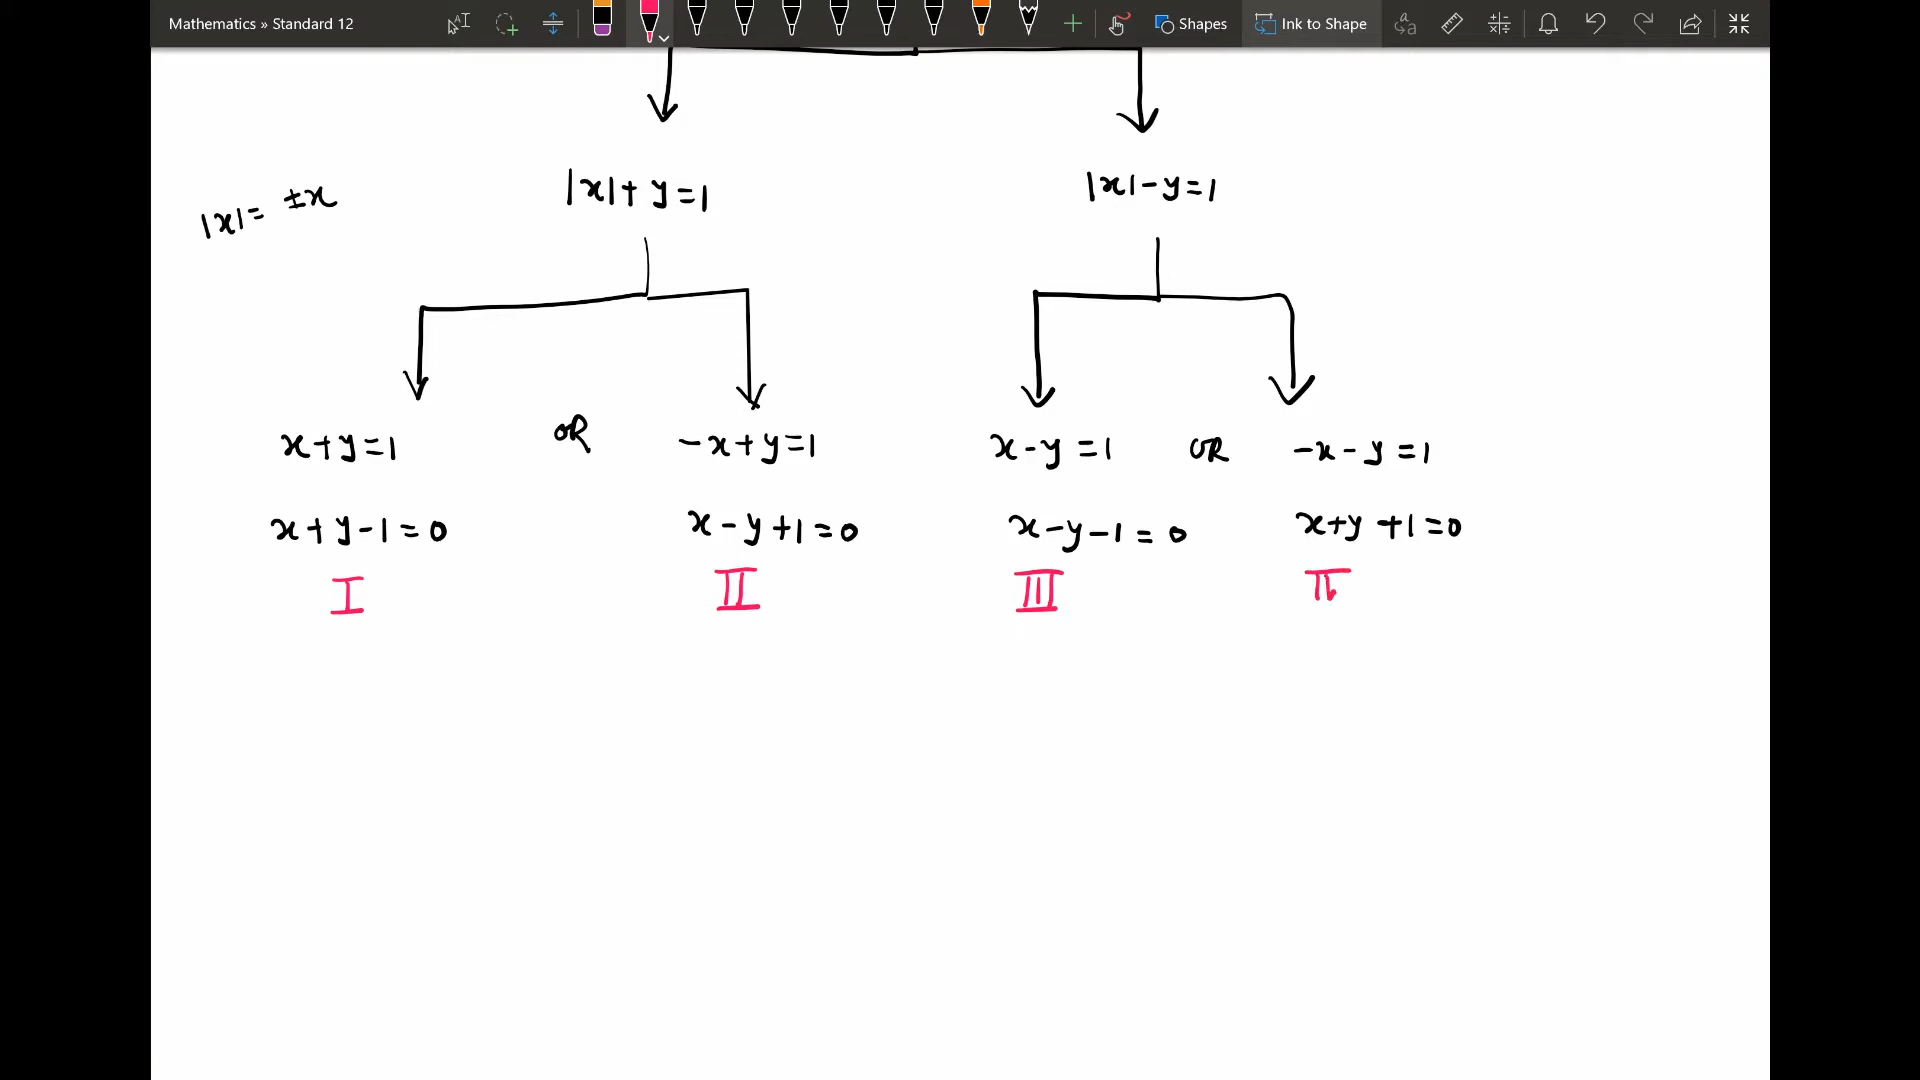 Mathematics » Standard 12
Shapes
Ink to Shape
|x| = ±x
|x| + y = 1
|x| - y = 1
x + y = 1
OR
-x + y = 1
x - y = 1
OR
-x - y = 1
x + y - 1 = 0
x - y + 1 = 0
x - y - 1 = 0
x + y + 1 = 0
I
II
III